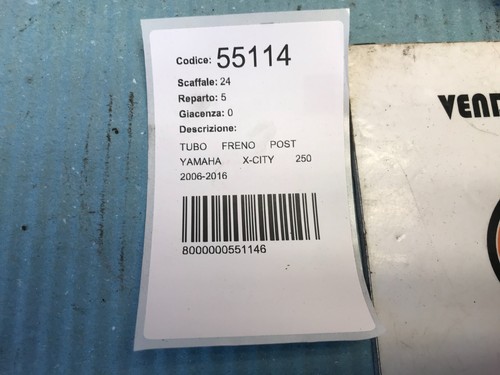 Codice: 55114
Scaffale: 24
Reparto: 5
Giacenza: 0
Descrizione:
TUBO FRENO POST
YAMAHA X-CITY 250
2006-2016
8000000551146
VEND